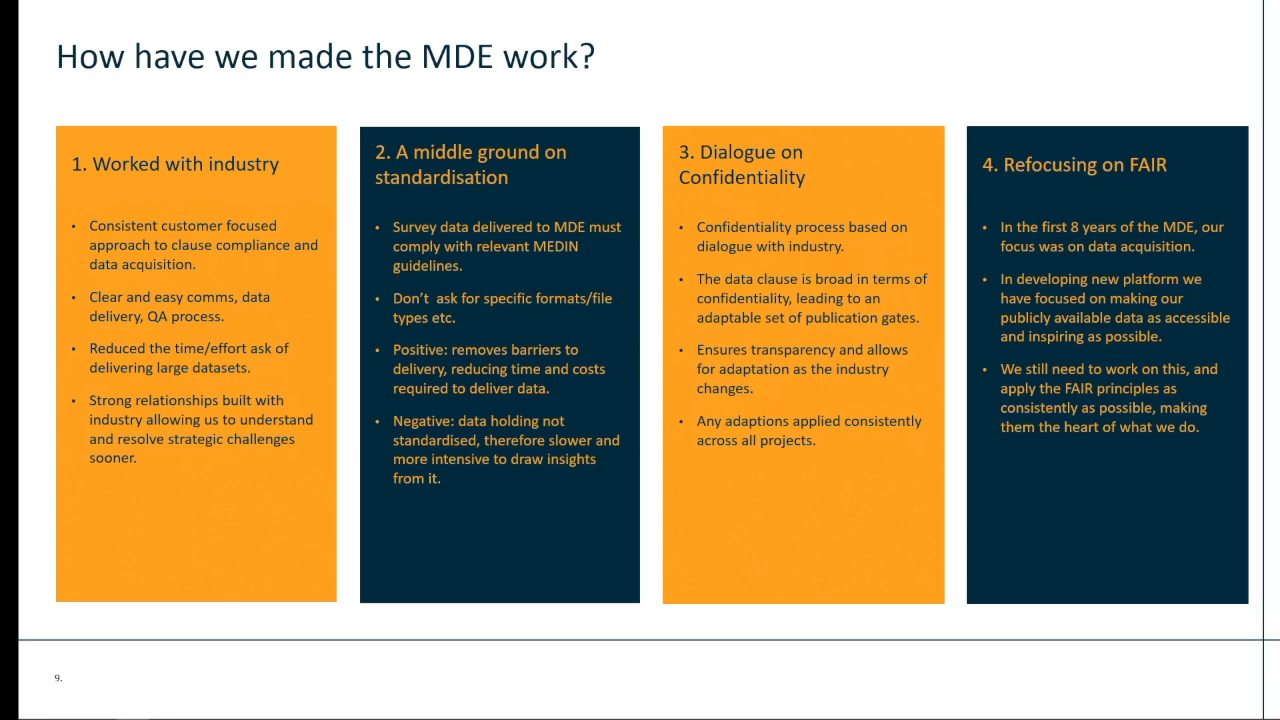 How have we made the MDE work?
1. Worked with industry
• Consistent customer focused
approach to clause compliance and
data acquisition.
• Clear and easy comms, data
delivery, QA process.
• Reduced the time/effort ask of
delivering large datasets.
• Strong relationships built with
industry allowing us to understand
and resolve strategic challenges
sooner.
2. A middle ground on
standardisation
• Survey data delivered to MDE must
comply with relevant MEDIN
guidelines.
• Don’t  ask for specific formats/file
types etc.
• Positive: removes barriers to
delivery, reducing time and costs
required to deliver data.
• Negative: data holding not
standardised, therefore slower and
more intensive to draw insights
from it.
3. Dialogue on
Confidentiality
• Confidentiality process based on
dialogue with industry.
• The data clause is broad in terms of
confidentiality, leading to an
adaptable set of publication gates.
• Ensures transparency and allows
for adaptation as the industry
changes.
• Any adaptions applied consistently
across all projects.
4. Refocusing on FAIR
• In the first 8 years of the MDE, our
focus was on data acquisition.
• In developing new platform we
have focused on making our
publicly available data as accessible
and inspiring as possible.
• We still need to work on this, and
apply the FAIR principles as
consistently as possible, making
them the heart of what we do.
9.